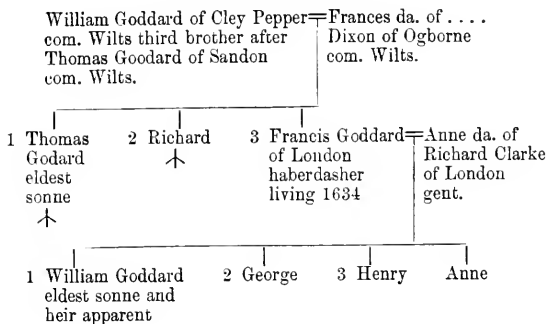 William Goddard of Cley Pepper
com. Wilts third brother after
Thomas Goodard of Sandon
com. Wilts.
Frances da. of . . . .
Dixon of Ogborne
com. Wilts.
1 Thomas
Godard
eldest
sonne
2 Richard
3 Francis Goddard
of London
haberdasher
living 1634
Anne da. of
Richard Clarke
of London
gent.
1 William Goddard
eldest sonne and
heir apparent
2 George
3 Henry
Anne